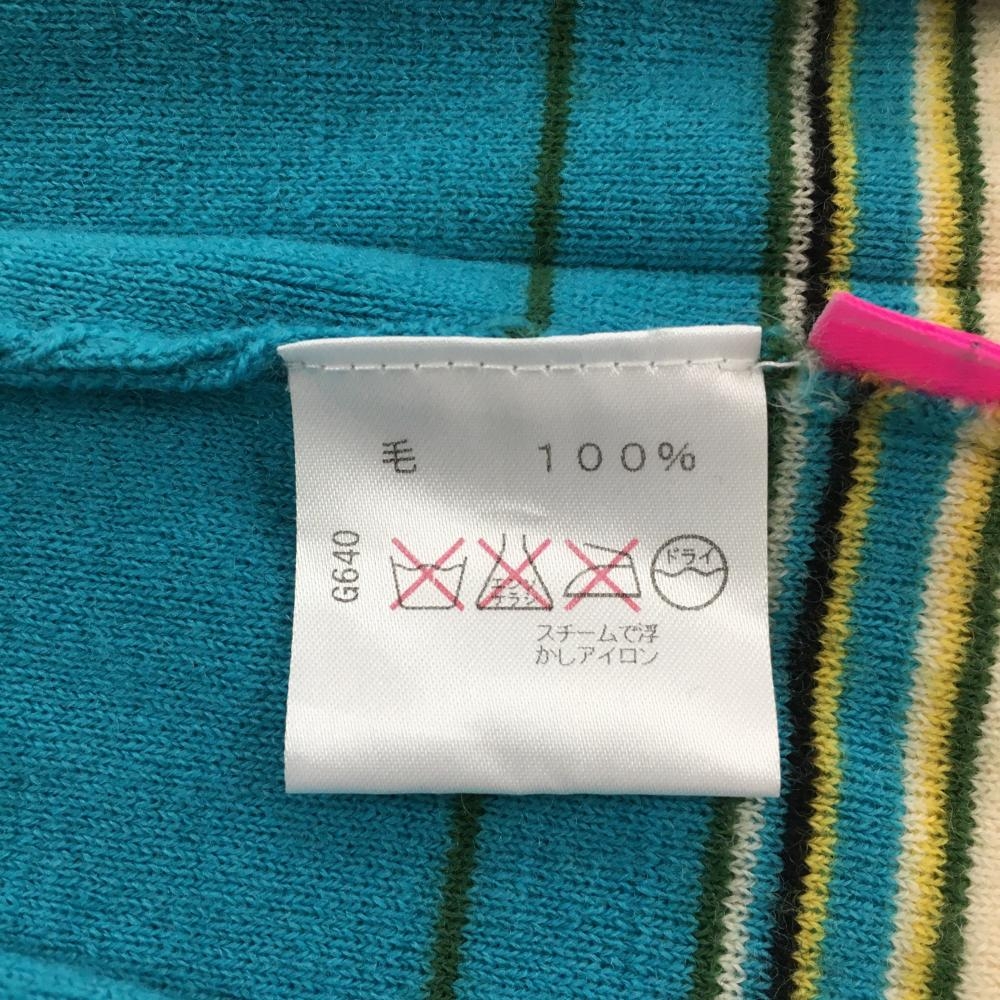 毛 100%
G640
エンソ
サラシ
ドライ
スチームで浮
かしアイロン